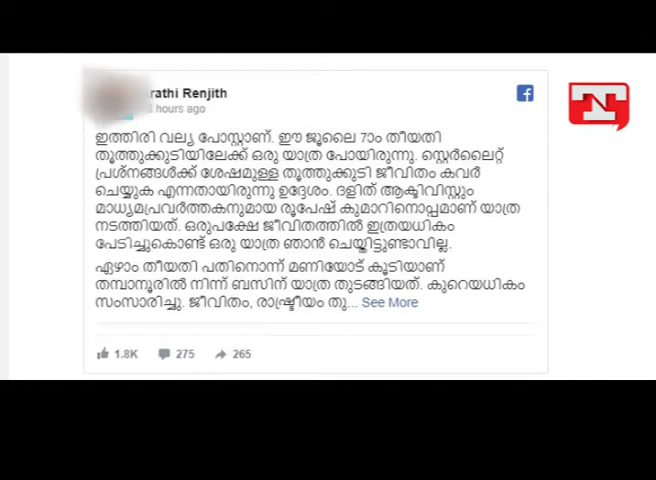 rathi Renjith
hours ago
ഇത്തിരി വല്യ പോസ്റ്റാണ്. ഈ ജൂലൈ 7ാം തീയതി
തൂത്തുക്കുടിയിലേക്ക് ഒരു യാത്ര പോയിരുന്നു. സ്റ്റെർലൈറ്റ്
പ്രശ്നങ്ങൾക്ക് ശേഷമുള്ള തൂത്തുക്കുടി ജീവിതം കവർ
ചെയ്യുക എന്നതായിരുന്നു ഉദ്ദേശം. ദളിത് ആക്ടിവിസ്റ്റും
മാധ്യമപ്രവർത്തകനുമായ രൂപേഷ് കുമാറിനൊപ്പമാണ് യാത്ര
നടത്തിയത്. ഒരുപക്ഷേ ജീവിതത്തിൽ ഇത്രയധികം
പേടിച്ചുകൊണ്ട് ഒരു യാത്ര ഞാൻ ചെയ്തിട്ടുണ്ടാവില്ല.
ഏഴാം തീയതി പതിനൊന്ന് മണിയോട് കൂടിയാണ്
തമ്പാനൂരിൽ നിന്ന് ബസിന് യാത്ര തുടങ്ങിയത്. കുറെയധികം
സംസാരിച്ചു. ജീവിതം, രാഷ്ട്രീയം തു... See More
1.8K 275 265